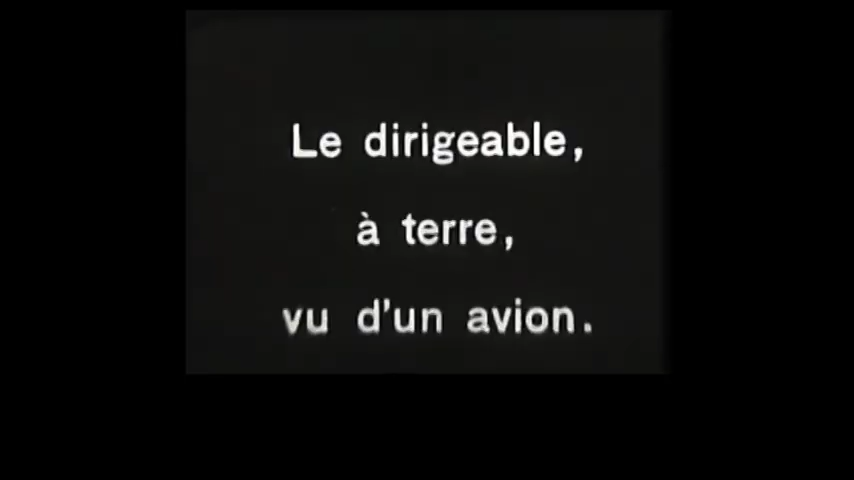 Le dirigeable,
à terre,
vu d'un avion.